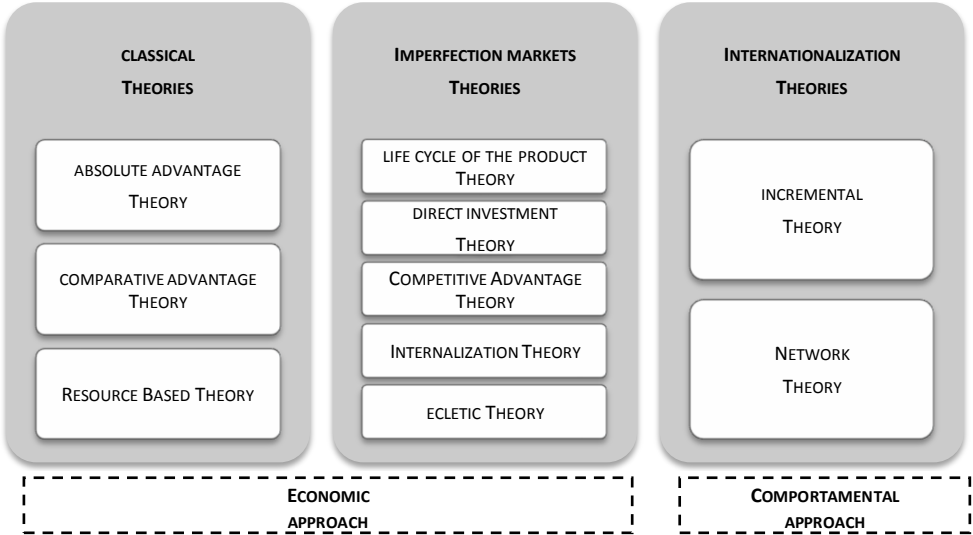 CLASSICAL
THEORIES
ABSOLUTE ADVANTAGE
THEORY
COMPARATIVE ADVANTAGE
THEORY
RESOURCE BASED THEORY
IMPERFECTION MARKETS
THEORIES
LIFE CYCLE OF THE PRODUCT
THEORY
DIRECT INVESTMENT
THEORY
COMPETITIVE ADVANTAGE
THEORY
INTERNALIZATION THEORY
ECLETIC THEORY
INTERNATIONALIZATION
THEORIES
INCREMENTAL
THEORY
NETWORK
THEORY
ECONOMIC
APPROACH
COMPORTAMENTAL
APPROACH